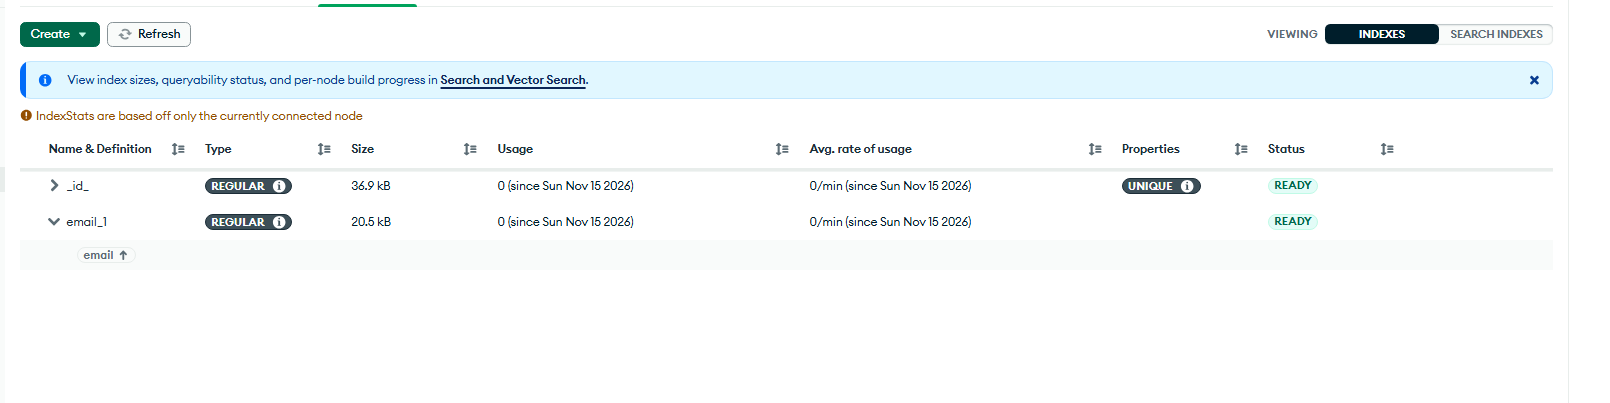 Create Refresh VIEWING INDEXES SEARCH INDEXES
View index sizes, queryability status, and per-node build progress in Search and Vector Search.
IndexStats are based off only the currently connected node
Name & Definition Type Size Usage Avg. rate of usage Properties Status
_id_ REGULAR 36.9 kB 0 (since Sun Nov 15 2026) 0/min (since Sun Nov 15 2026) UNIQUE READY
email_1 REGULAR 20.5 kB 0 (since Sun Nov 15 2026) 0/min (since Sun Nov 15 2026) READY
email